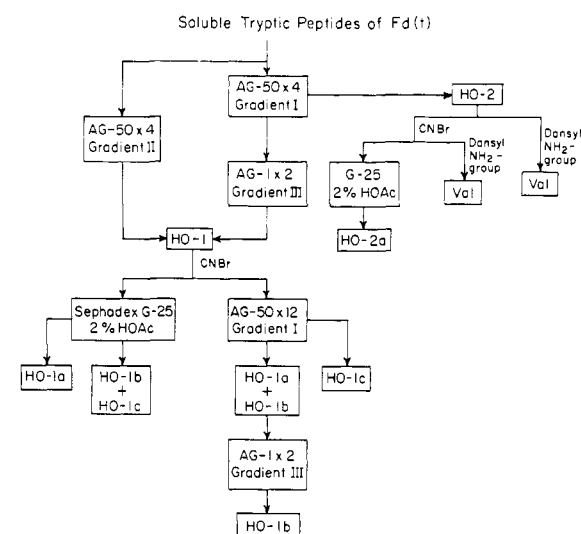 Soluble Tryptic Peptides of Fd(t)
AG-50 x 4
Gradient I
HO-2
AG-50 x 4
Gradient II
CNBr
Dansyl
NH2-
group
Dansyl
NH2-
group
AG-1 x 2
Gradient III
G-25
2% HOAc
Val
Val
HO-1
HO-2a
CNBr
Sephadex G-25
2% HOAc
AG-50 x 12
Gradient I
HO-1a
HO-1b
+
HO-1c
HO-1a
+
HO-1b
HO-1c
AG-1 x 2
Gradient III
HO-1b